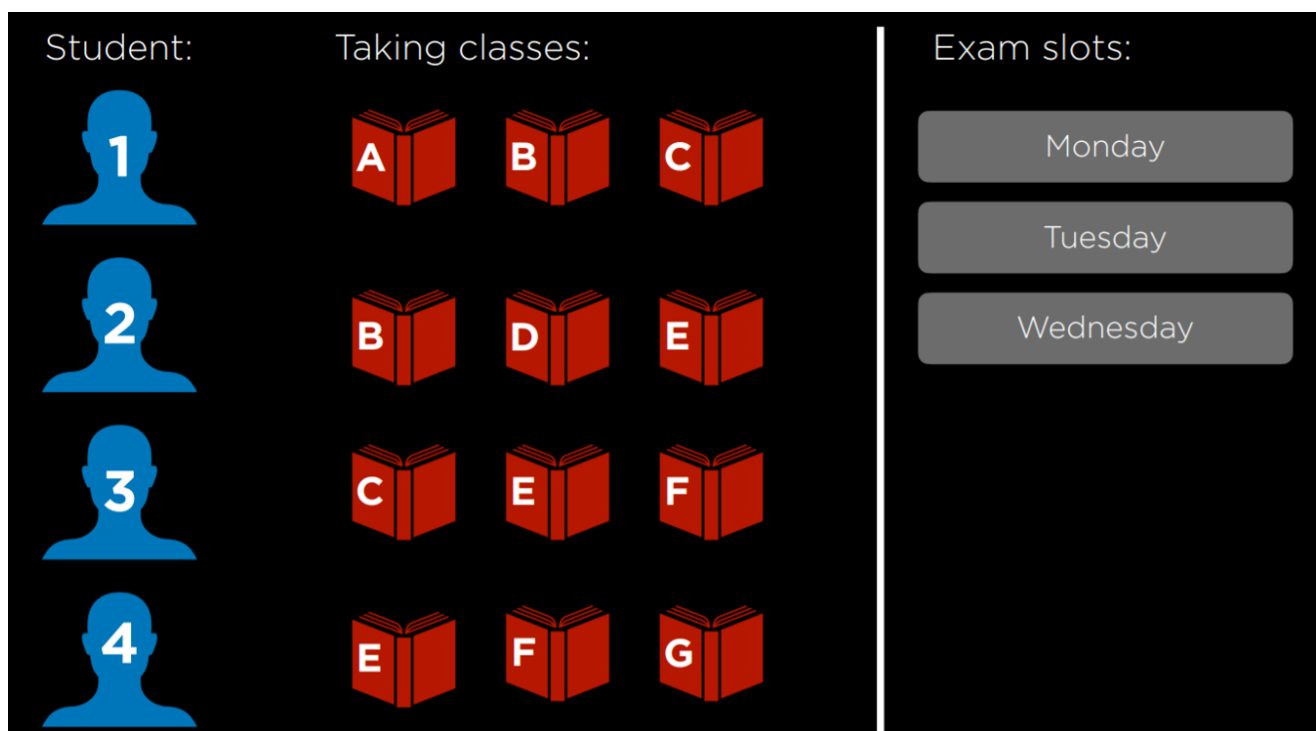 Student: Taking classes: Exam slots:
1 A B C Monday
Tuesday
2 B D E Wednesday
3 C E F
4 E F G